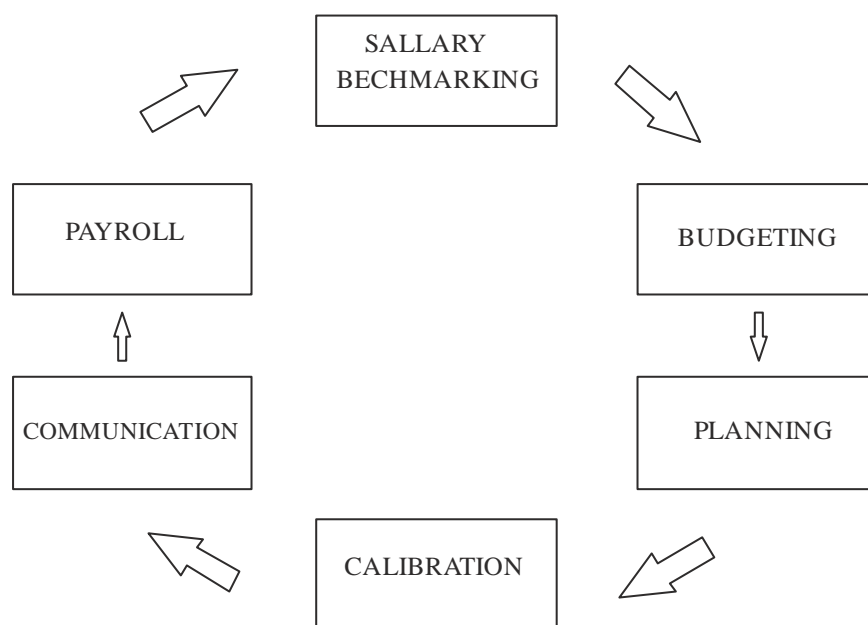 SALLARY
BECHMARKING
PAYROLL
BUDGETING
COMMUNICATION
PLANNING
CALIBRATION